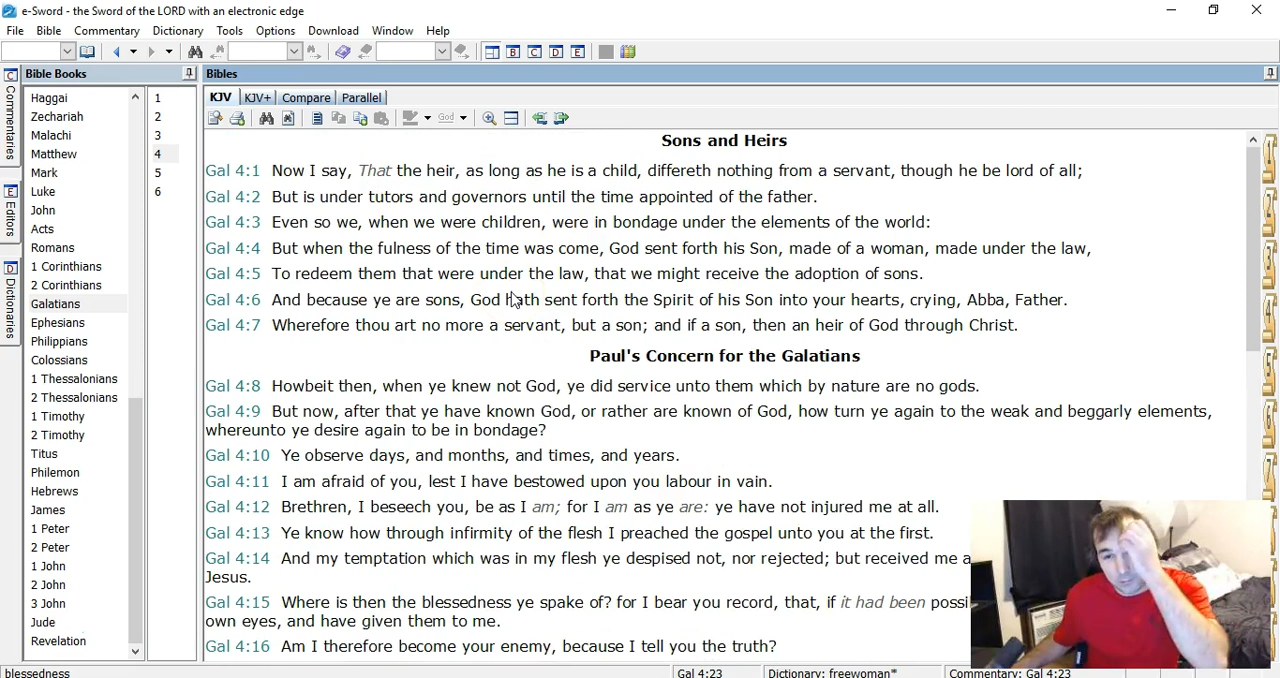 e-Sword - the Sword of the LORD with an electronic edge
File Bible Commentary Dictionary Tools Options Download Window Help
B C D E
C Commentaries
E Editors
D Dictionaries
Bible Books
Haggai
Zechariah
Malachi
Matthew
Mark
Luke
John
Acts
Romans
1 Corinthians
2 Corinthians
Galatians
Ephesians
Philippians
Colossians
1 Thessalonians
2 Thessalonians
1 Timothy
2 Timothy
Titus
Philemon
Hebrews
James
1 Peter
2 Peter
1 John
2 John
3 John
Jude
Revelation
1
2
3
4
5
6
Bibles
KJV KJV+ Compare Parallel
God
Sons and Heirs
Gal 4:1 Now I say, That the heir, as long as he is a child, differeth nothing from a servant, though he be lord of all;
Gal 4:2 But is under tutors and governors until the time appointed of the father.
Gal 4:3 Even so we, when we were children, were in bondage under the elements of the world:
Gal 4:4 But when the fulness of the time was come, God sent forth his Son, made of a woman, made under the law,
Gal 4:5 To redeem them that were under the law, that we might receive the adoption of sons.
Gal 4:6 And because ye are sons, God hath sent forth the Spirit of his Son into your hearts, crying, Abba, Father.
Gal 4:7 Wherefore thou art no more a servant, but a son; and if a son, then an heir of God through Christ.
Paul's Concern for the Galatians
Gal 4:8 Howbeit then, when ye knew not God, ye did service unto them which by nature are no gods.
Gal 4:9 But now, after that ye have known God, or rather are known of God, how turn ye again to the weak and beggarly elements,
whereunto ye desire again to be in bondage?
Gal 4:10 Ye observe days, and months, and times, and years.
Gal 4:11 I am afraid of you, lest I have bestowed upon you labour in vain.
Gal 4:12 Brethren, I beseech you, be as I am; for I am as ye are: ye have not injured me at all.
Gal 4:13 Ye know how through infirmity of the flesh I preached the gospel unto you at the first.
Gal 4:14 And my temptation which was in my flesh ye despised not, nor rejected; but received me a
Jesus.
Gal 4:15 Where is then the blessedness ye spake of? for I bear you record, that, if it had been possi
own eyes, and have given them to me.
Gal 4:16 Am I therefore become your enemy, because I tell you the truth?
1
2
3
4
5
6
7
blessedness Gal 4:23 Dictionary: freewoman* Commentary: Gal 4:23